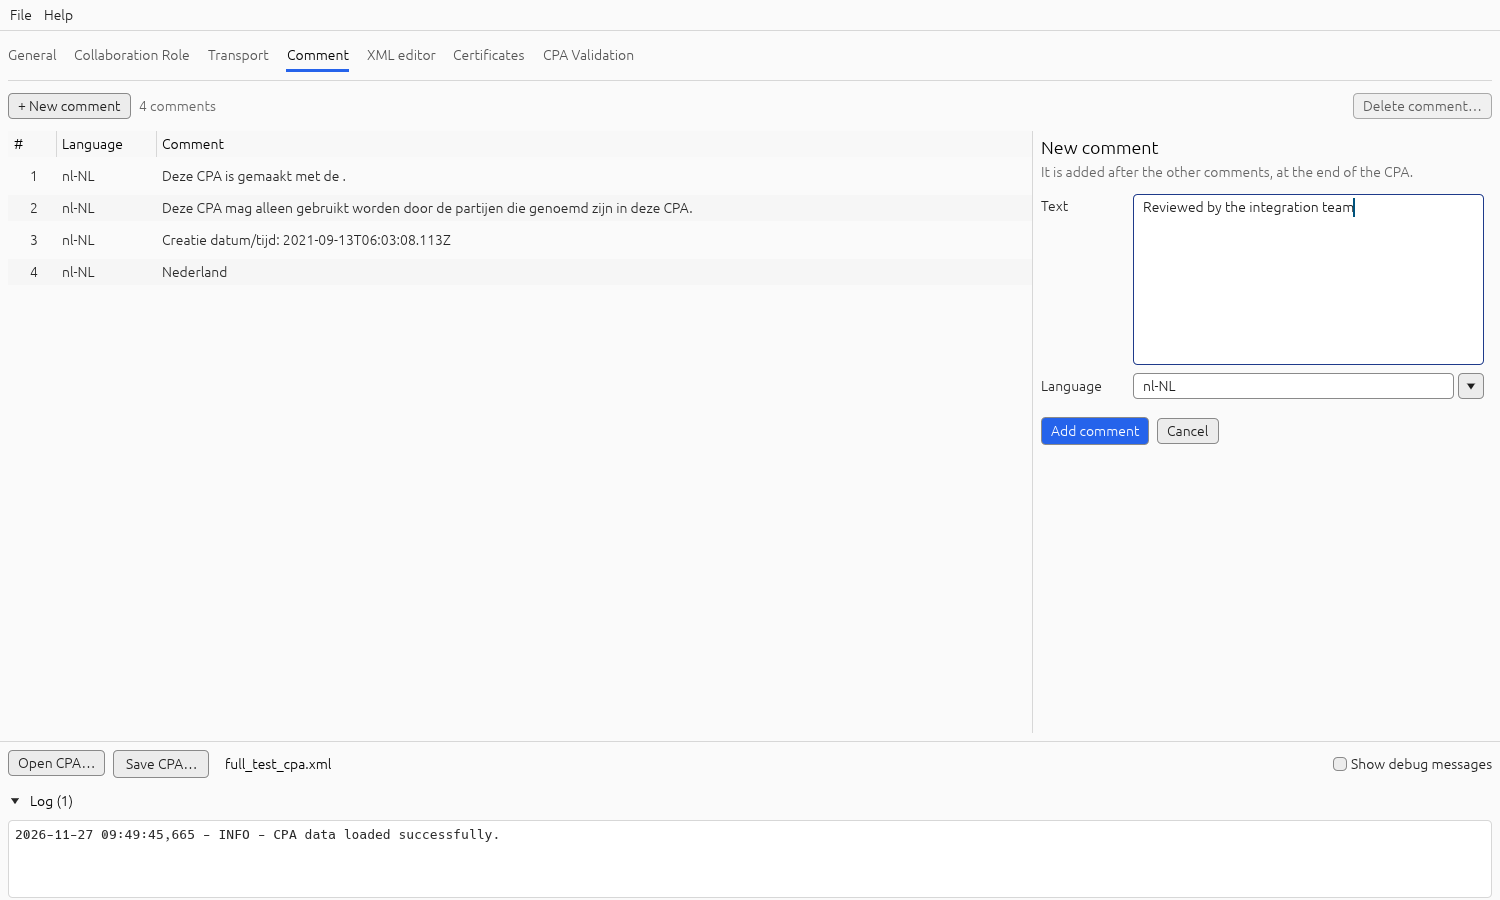 File Help
General Collaboration Role Transport Comment XML editor Certificates CPA Validation
+ New comment 4 comments Delete comment…
# Language Comment
1 nl-NL Deze CPA is gemaakt met de .
2 nl-NL Deze CPA mag alleen gebruikt worden door de partijen die genoemd zijn in deze CPA.
3 nl-NL Creatie datum/tijd: 2021-09-13T06:03:08.113Z
4 nl-NL Nederland
New comment
It is added after the other comments, at the end of the CPA.
Text Reviewed by the integration team
Language nl-NL
Add comment Cancel
Open CPA… Save CPA… full_test_cpa.xml Show debug messages
Log (1)
2026-11-27 09:49:45,665 - INFO - CPA data loaded successfully.